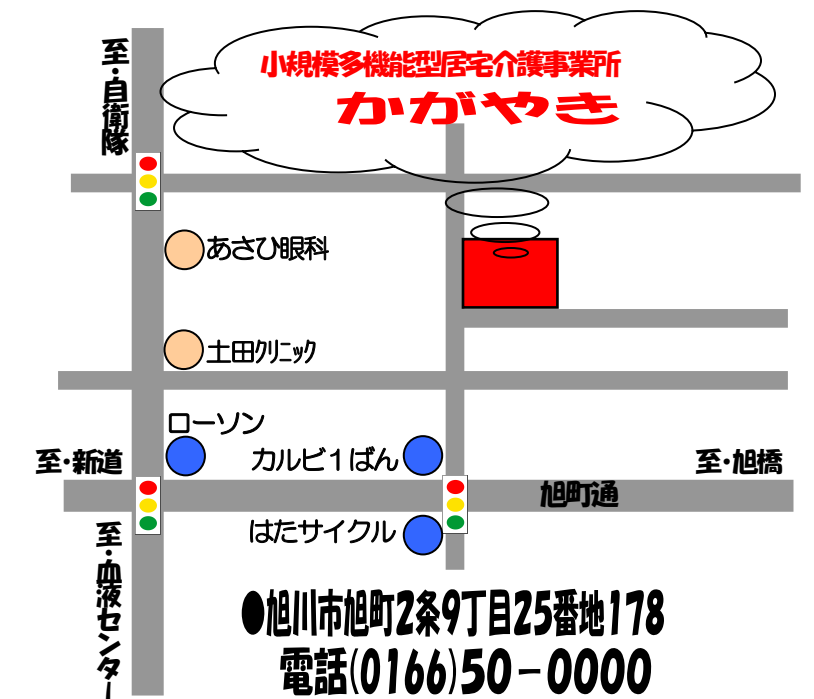 小規模多機能型居宅介護事業所
かがやき
至・自衛隊
あさひ眼科
土田クリニック
ローソン
至・新道
カルビ1ばん
至・旭橋
旭町通
はたサイクル
至・血液センター
●旭川市旭町2条9丁目25番地178
電話(0166)50-0000